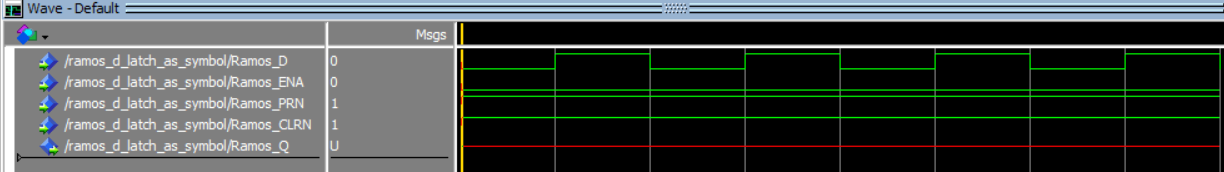 Wave - Default
Msgs
/ramos_d_latch_as_symbol/Ramos_D 0
/ramos_d_latch_as_symbol/Ramos_ENA 0
/ramos_d_latch_as_symbol/Ramos_PRN 1
/ramos_d_latch_as_symbol/Ramos_CLRN 1
/ramos_d_latch_as_symbol/Ramos_Q U